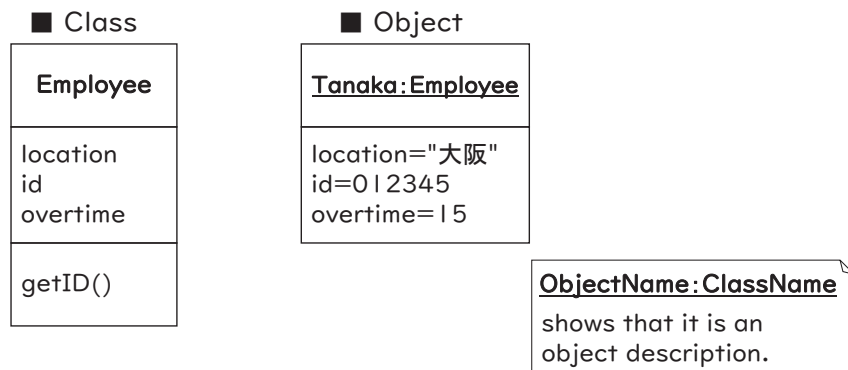 ■ Class
Employee
location
id
overtime
getID()
■ Object
Tanaka:Employee
location="大阪"
id=012345
overtime=15
ObjectName:ClassName
shows that it is an
object description.